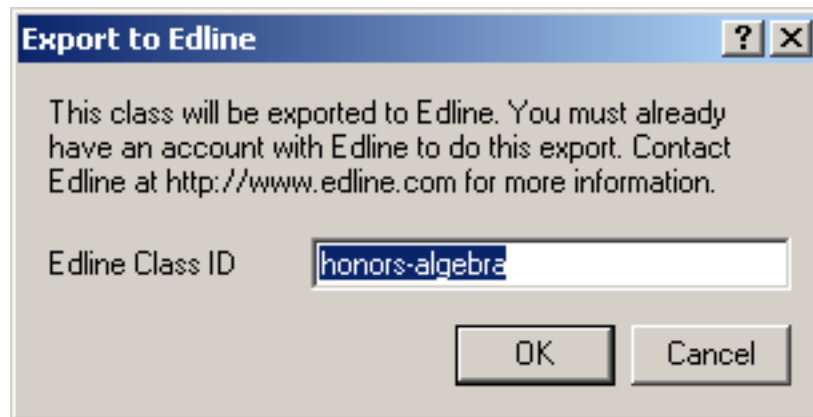 Export to Edline
This class will be exported to Edline. You must already
have an account with Edline to do this export. Contact
Edline at http://www.edline.com for more information.
Edline Class ID
honors-algebra
OK
Cancel